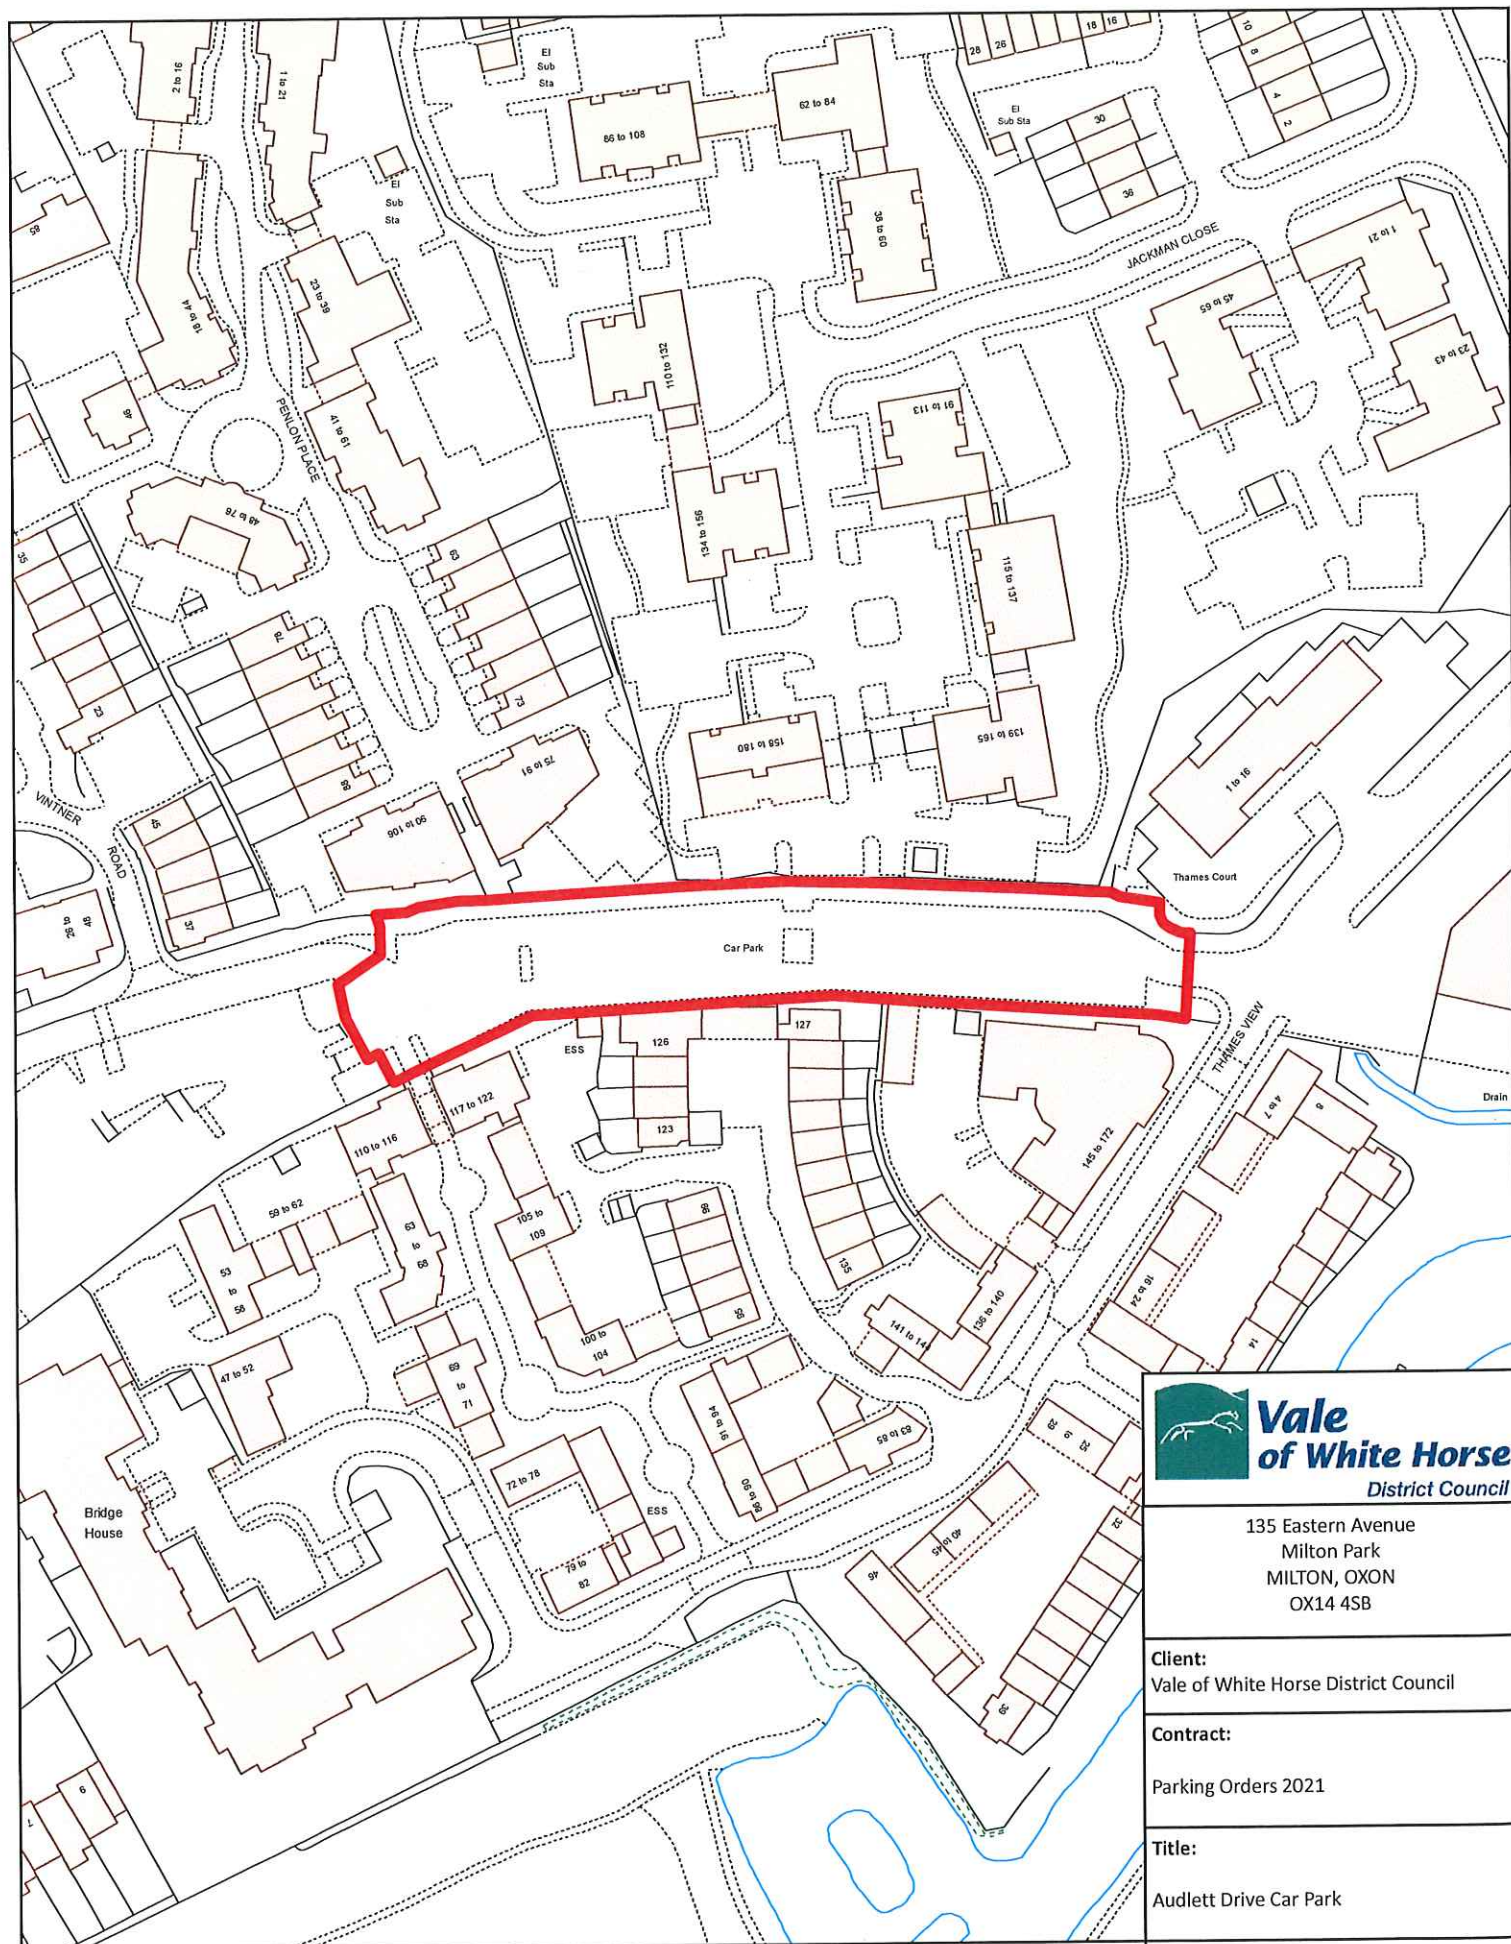 2 to 16
1 to 21
El
Sub
Sta
86 to 108
62 to 84
28
26
18
16
10
8
4
2
El
Sub Sta
30
36
85
El
Sub
Sta
38 to 60
JACKMAN CLOSE
1 to 21
18 to 44
23 to 39
45 to 65
23 to 43
110 to 132
46
PENLON PLACE
41 to 61
91 to 113
48 to 76
134 to 156
35
63
115 to 137
78
23
73
158 to 180
139 to 165
75 to 91
1 to 16
88
VINTNER
ROAD
45
90 to 106
Thames Court
37
26 to
48
Car Park
THAMES VIEW
ESS
126
127
Drain
117 to 122
4 to 7
8
123
110 to 116
145 to 172
59 to 62
63
to
68
105 to
109
53
to
58
135
16 to 24
136 to 140
100 to
104
95
14
47 to 52
69
to
71
91 to 94
83 to 85
25 to 29
72 to 78
86 to 90
ESS
Bridge
House
79 to
82
40 to 45
32
46
39
6
7
Vale
of White Horse
District Council
135 Eastern Avenue
Milton Park
MILTON, OXON
OX14 4SB
Client:
Vale of White Horse District Council
Contract:
Parking Orders 2021
Title:
Audlett Drive Car Park